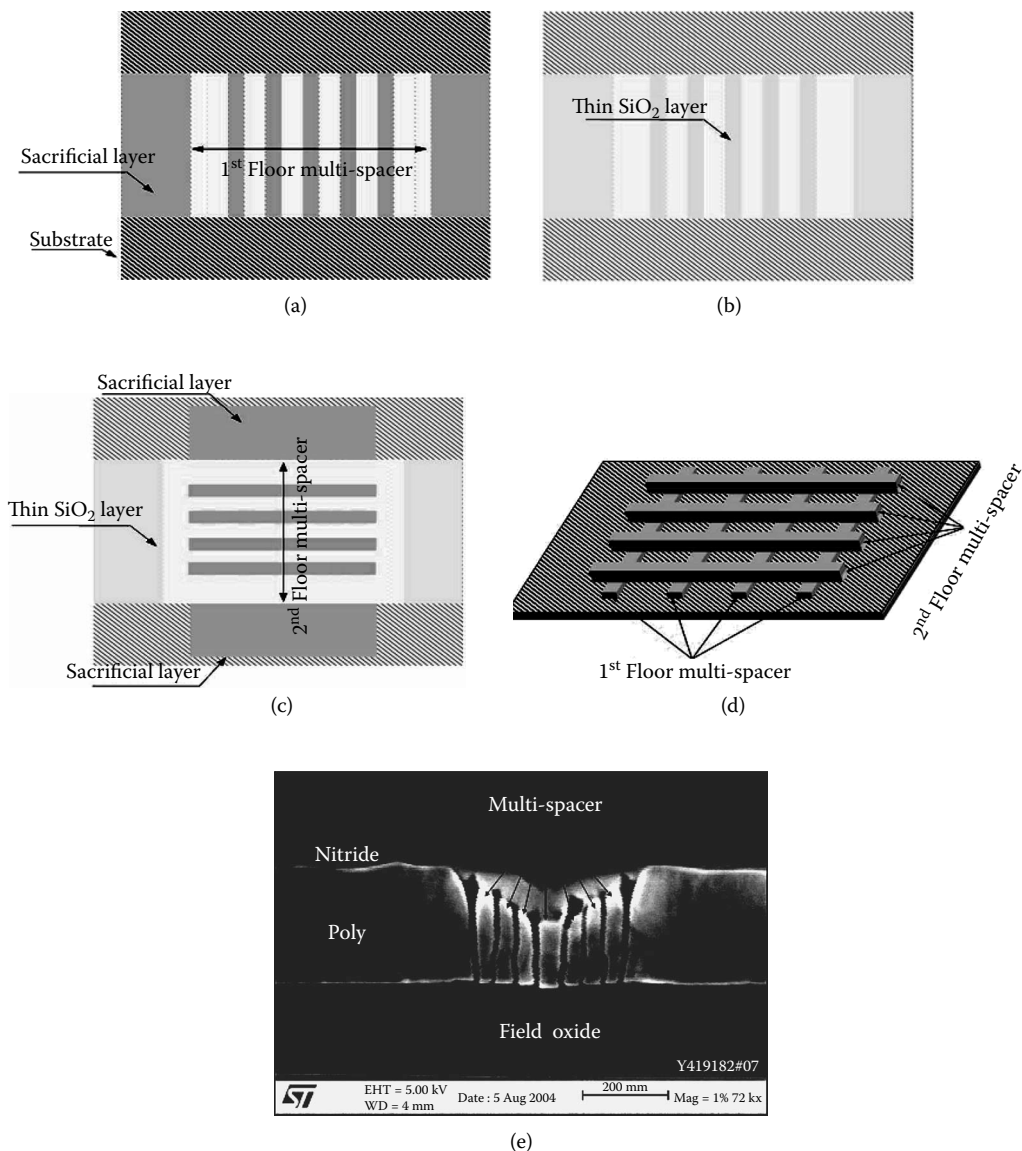 Sacrificial layer
1st Floor multi-spacer
Substrate
(a)
Thin SiO2 layer
(b)
Sacrificial layer
Thin SiO2 layer
2nd Floor multi-spacer
Sacrificial layer
(c)
2nd Floor multi-spacer
1st Floor multi-spacer
(d)
Multi-spacer
Nitride
Poly
Field oxide
Y419182#07
ST
EHT = 5.00 kV
WD = 4 mm
Date : 5 Aug 2004
200 mm
Mag = 1% 72 kx
(e)